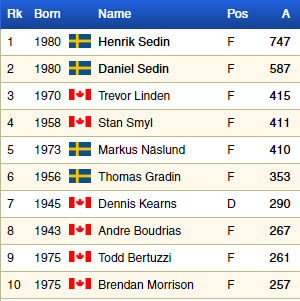 Rk Born Name Pos A
1 1980 Henrik Sedin F 747
2 1980 Daniel Sedin F 587
3 1970 Trevor Linden F 415
4 1958 Stan Smyl F 411
5 1973 Markus Näslund F 410
6 1956 Thomas Gradin F 353
7 1945 Dennis Kearns D 290
8 1943 Andre Boudrias F 267
9 1975 Todd Bertuzzi F 261
10 1975 Brendan Morrison F 257